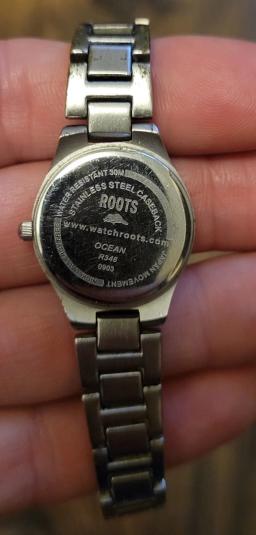 WATER RESISTANT 30M
STAINLESS STEEL CASEBACK
ROOTS
www.watchroots.com
OCEAN
R346
0903
JAPAN MOVEMENT